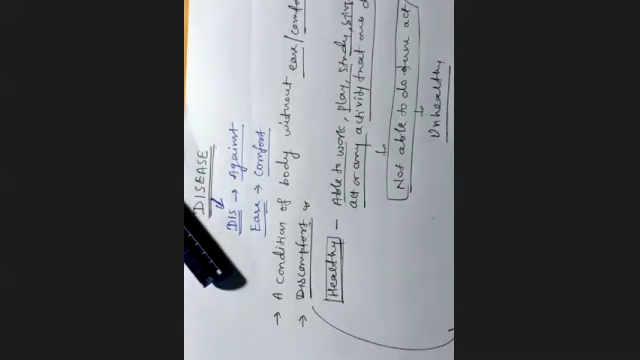 DISEASE
DIS → Against
Ease → Comfort
→ A condition of body without ease/comfo
→ Discomfort
Healthy - Able to work, play, study,
act or any activity that one d
Not able to do act
Unhealthy